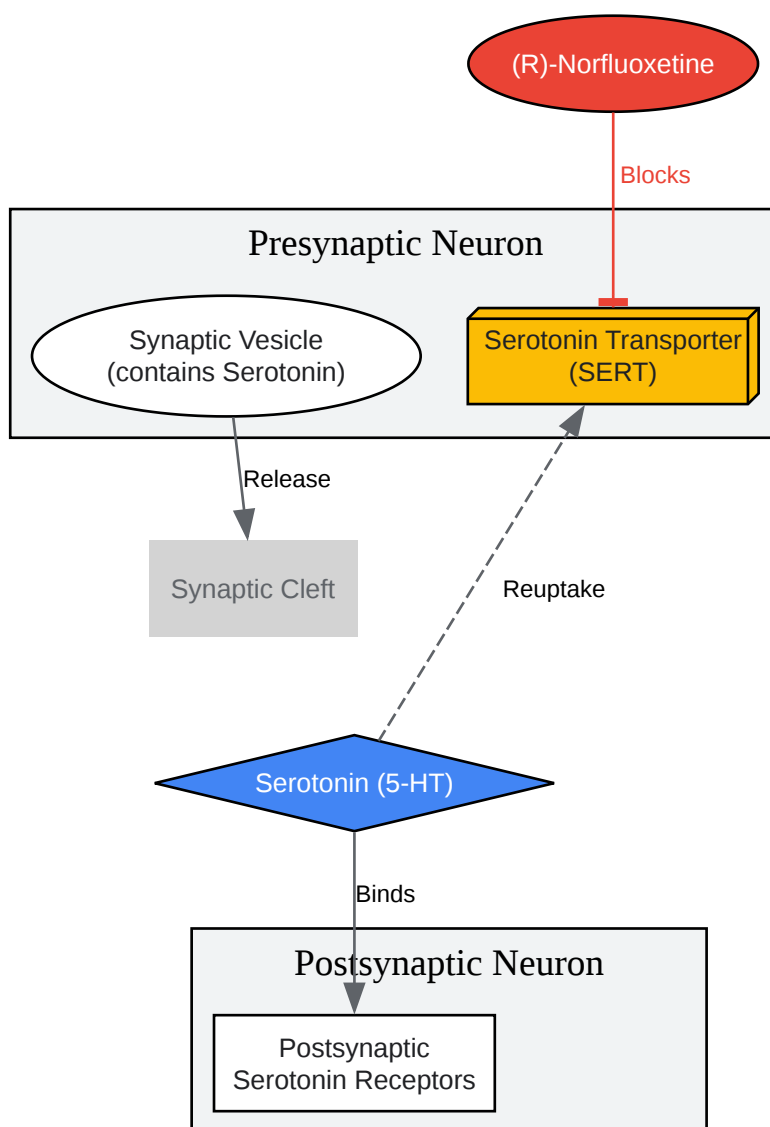 (R)-Norfluoxetine
Blocks
Presynaptic Neuron
Synaptic Vesicle
(contains Serotonin)
Serotonin Transporter
(SERT)
Release
Synaptic Cleft
Reuptake
Serotonin (5-HT)
Binds
Postsynaptic Neuron
Postsynaptic
Serotonin Receptors